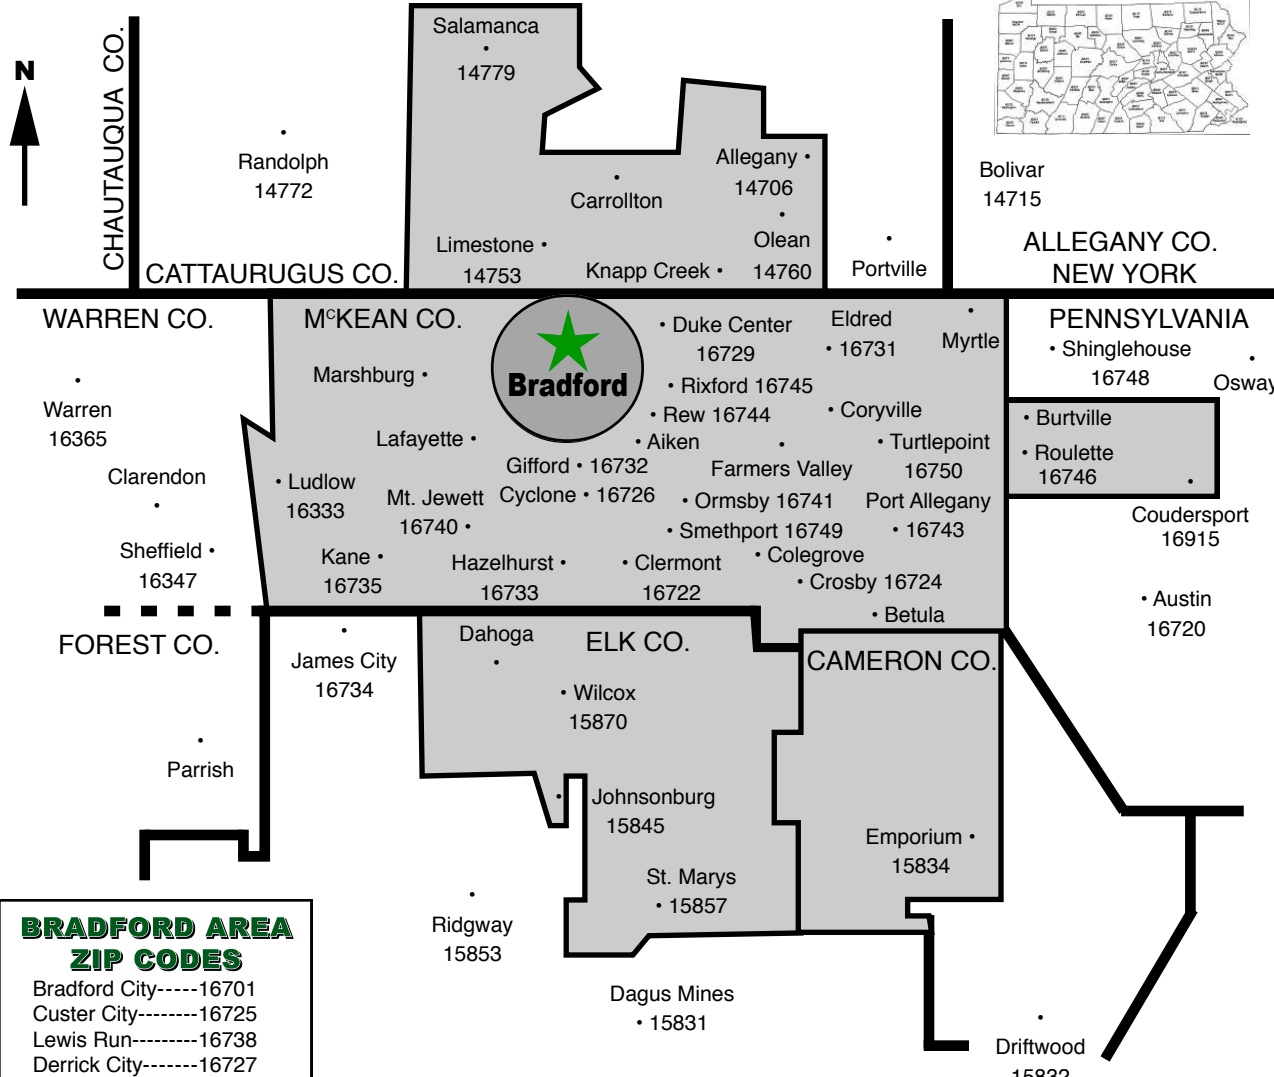 Salamanca
14779
N
CHAUTAUQUA CO.
Randolph
14772
Allegany
14706
Carrollton
Bolivar
14715
Limestone
14753
Knapp Creek
Olean
14760
Portville
CATTAURUGUS CO.
ALLEGANY CO.
NEW YORK
WARREN CO.
McKEAN CO.
PENNSYLVANIA
Duke Center
16729
Eldred
16731
Myrtle
Shinglehouse
16748
Osway
Marshburg
Bradford
Rixford 16745
Rew 16744
Coryville
Burtville
Warren
16365
Lafayette
Aiken
Turtlepoint
16750
Roulette
16746
Clarendon
Gifford • 16732
Farmers Valley
Ludlow
16333
Mt. Jewett
16740
Cyclone • 16726
Ormsby 16741
Port Allegany
16743
Coudersport
16915
Smethport 16749
Sheffield
16347
Kane
16735
Hazelhurst
16733
Clermont
16722
Colegrove
Crosby 16724
Austin
16720
Betula
FOREST CO.
James City
16734
Dahoga
ELK CO.
CAMERON CO.
Wilcox
15870
Parrish
Johnsonburg
15845
Emporium
15834
St. Marys
15857
Ridgway
15853
Dagus Mines
15831
Driftwood
15832
BRADFORD AREA
ZIP CODES
Bradford City-----16701
Custer City--------16725
Lewis Run---------16738
Derrick City-------16727